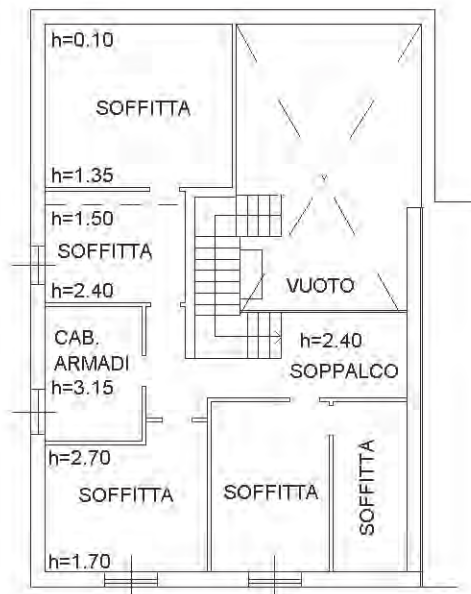 h=0.10
SOFFITTA
h=1.35
h=1.50
SOFFITTA
h=2.40
VUOTO
CAB.
ARMADI
h=3.15
h=2.40
SOPPALCO
h=2.70
SOFFITTA
SOFFITTA
SOFFITTA
h=1.70